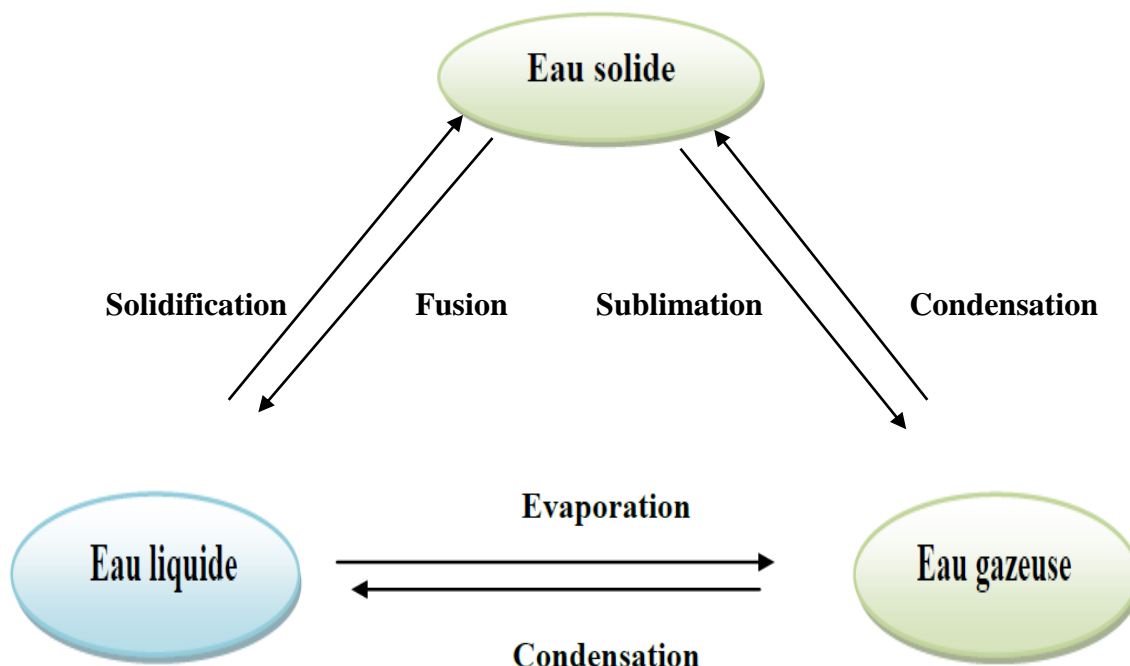 Eau solide
Solidification
Fusion
Sublimation
Condensation
Evaporation
Eau liquide
Eau gazeuse
Condensation